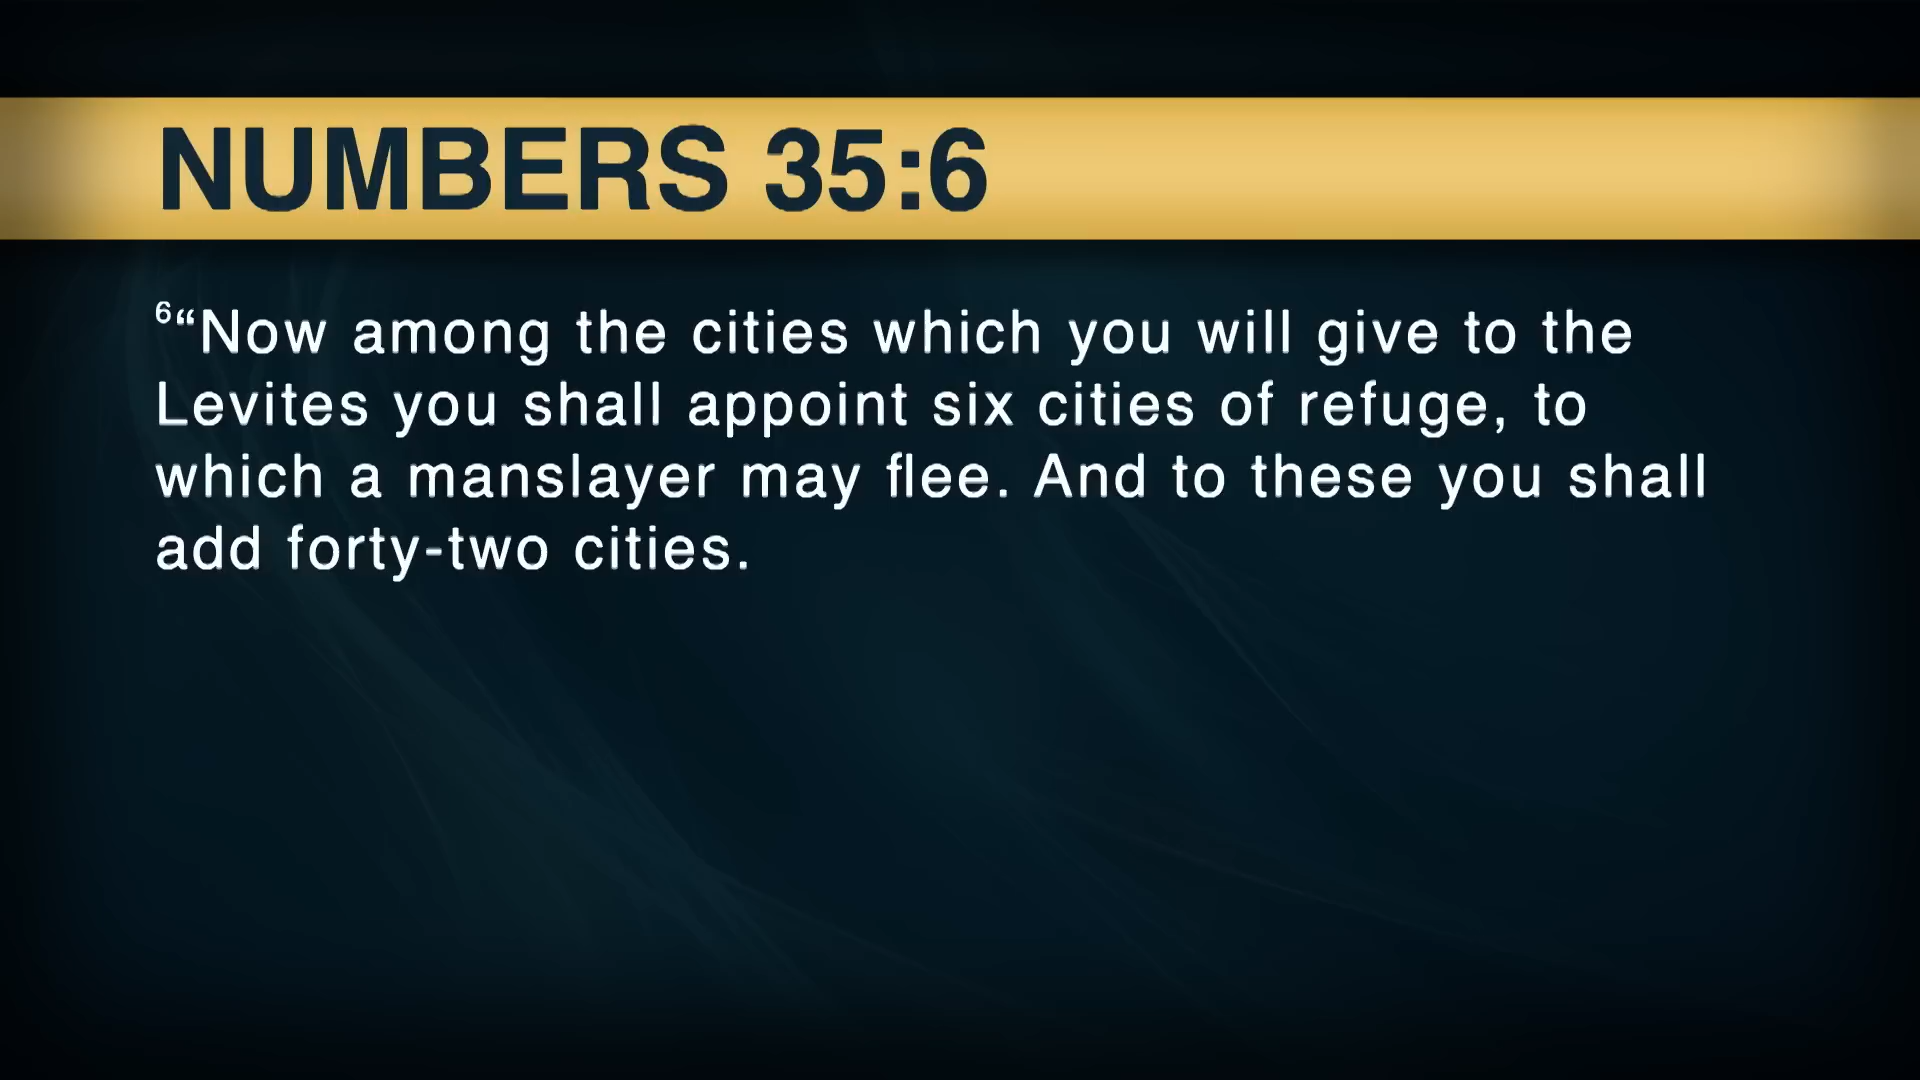 NUMBERS 35:6
⁶“Now among the cities which you will give to the
Levites you shall appoint six cities of refuge, to
which a manslayer may flee. And to these you shall
add forty-two cities.